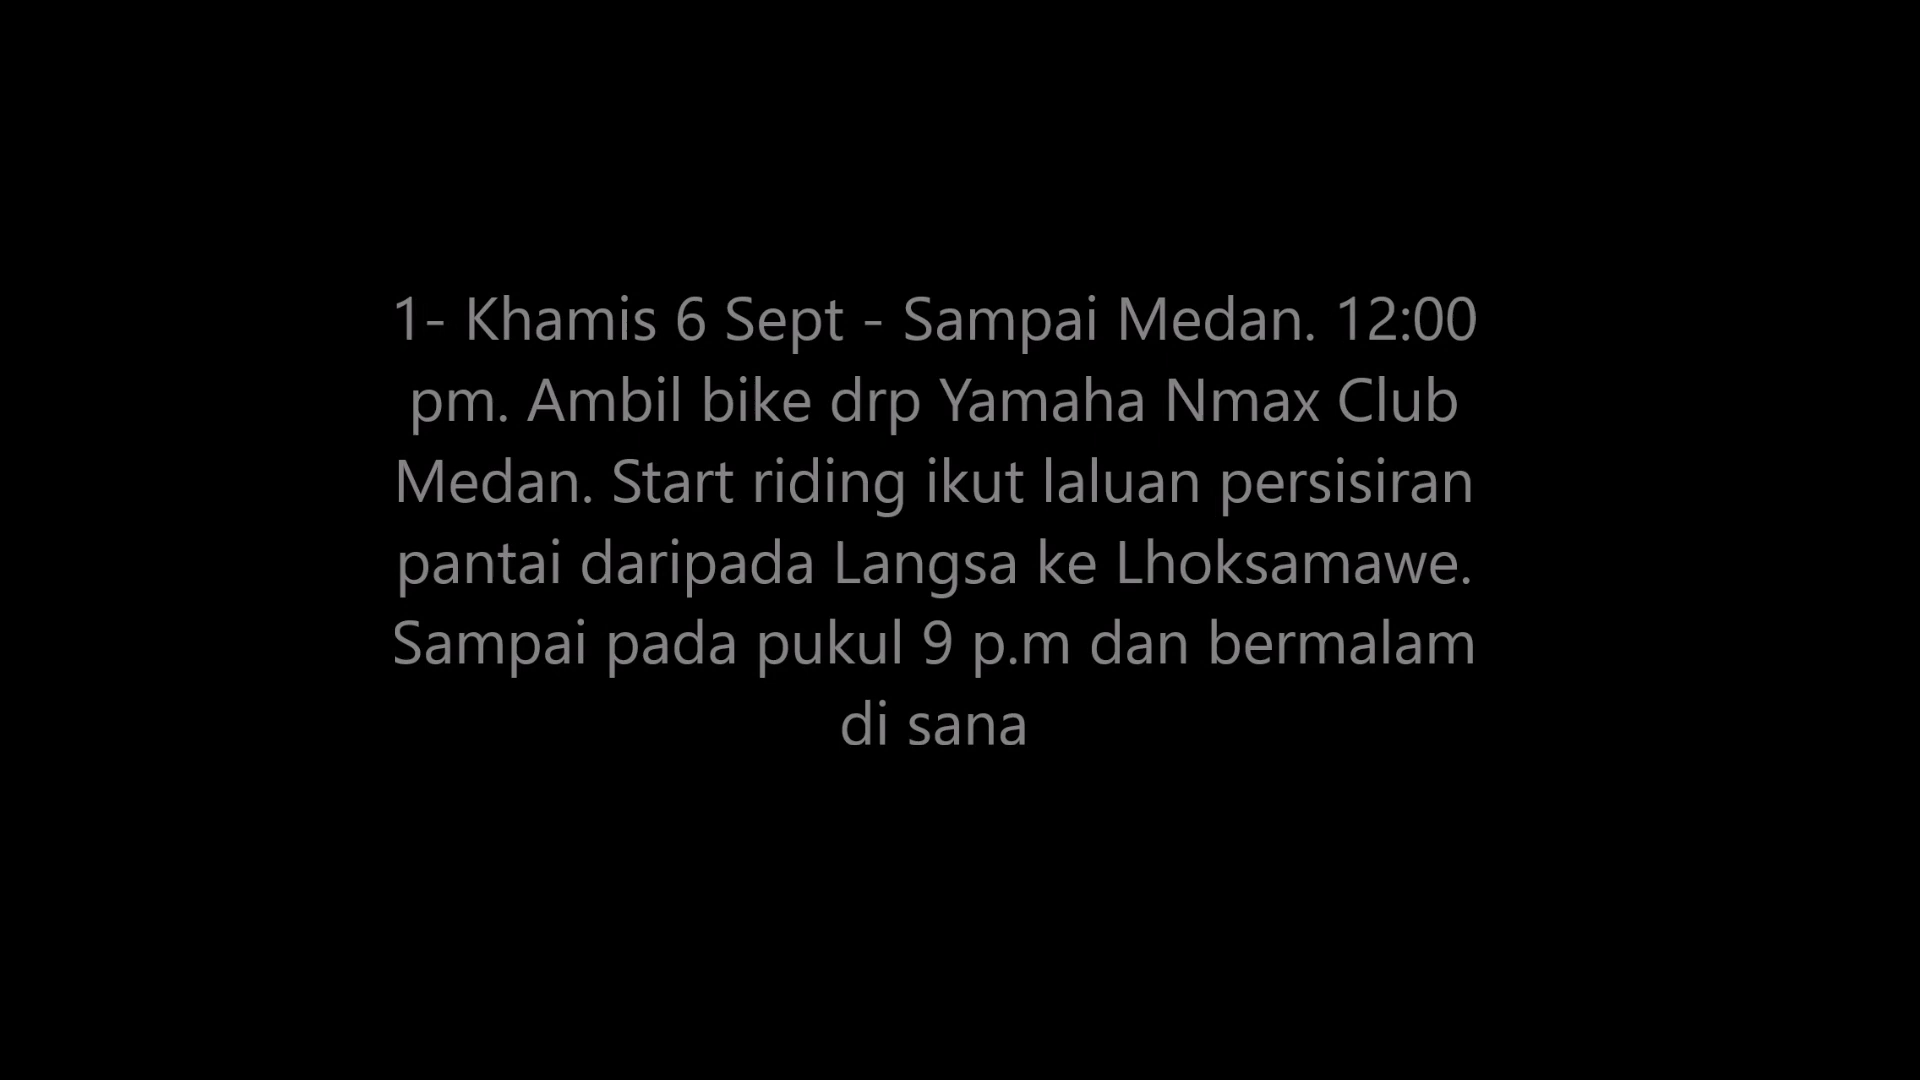 1- Khamis 6 Sept - Sampai Medan. 12:00
pm. Ambil bike drp Yamaha Nmax Club
Medan. Start riding ikut laluan persisiran
pantai daripada Langsa ke Lhoksamawe.
Sampai pada pukul 9 p.m dan bermalam
di sana